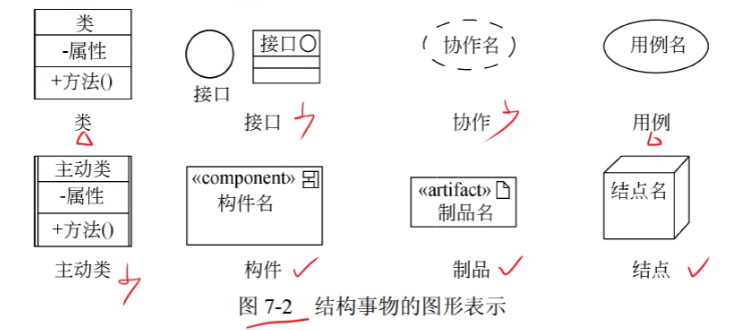 类
-属性
+方法()
类
接口
接口
接口
协作名
协作
用例名
用例
主动类
-属性
+方法()
主动类
«component»
构件名
构件
«artifact»
制品名
制品
结点名
结点
图 7-2 结构事物的图形表示